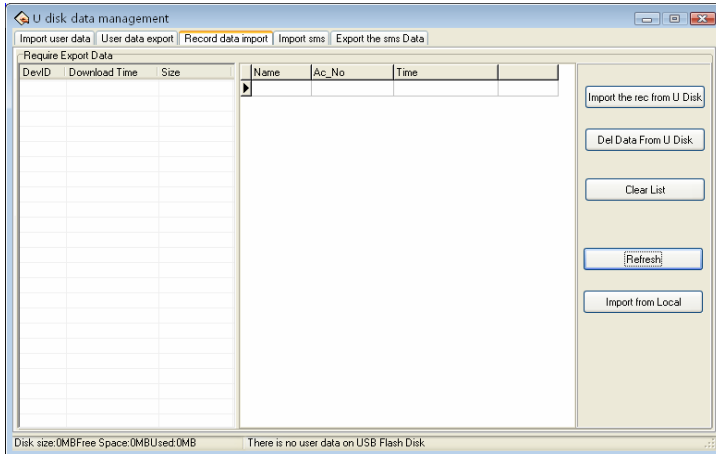 U disk data management
Import user data User data export Record data import Import sms Export the sms Data
Require Export Data
DevID Download Time Size Name Ac_No Time
Import the rec from U Disk
Del Data From U Disk
Clear List
Refresh
Import from Local
Disk size:0MBFree Space:0MBUsed:0MB There is no user data on USB Flash Disk